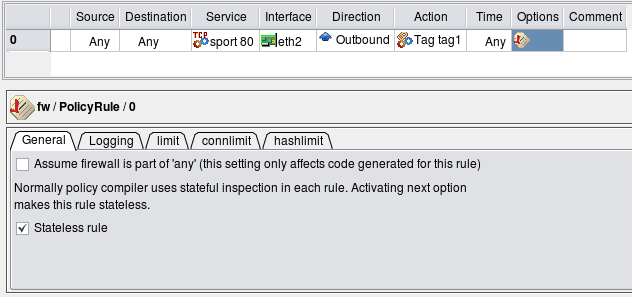 Source Destination Service Interface Direction Action Time Options Comment
0 Any Any TCP sport 80 eth2 Outbound Tag tag1 Any
fw / PolicyRule / 0
General Logging limit connlimit hashlimit
Assume firewall is part of 'any' (this setting only affects code generated for this rule)
Normally policy compiler uses stateful inspection in each rule. Activating next option
makes this rule stateless.
Stateless rule